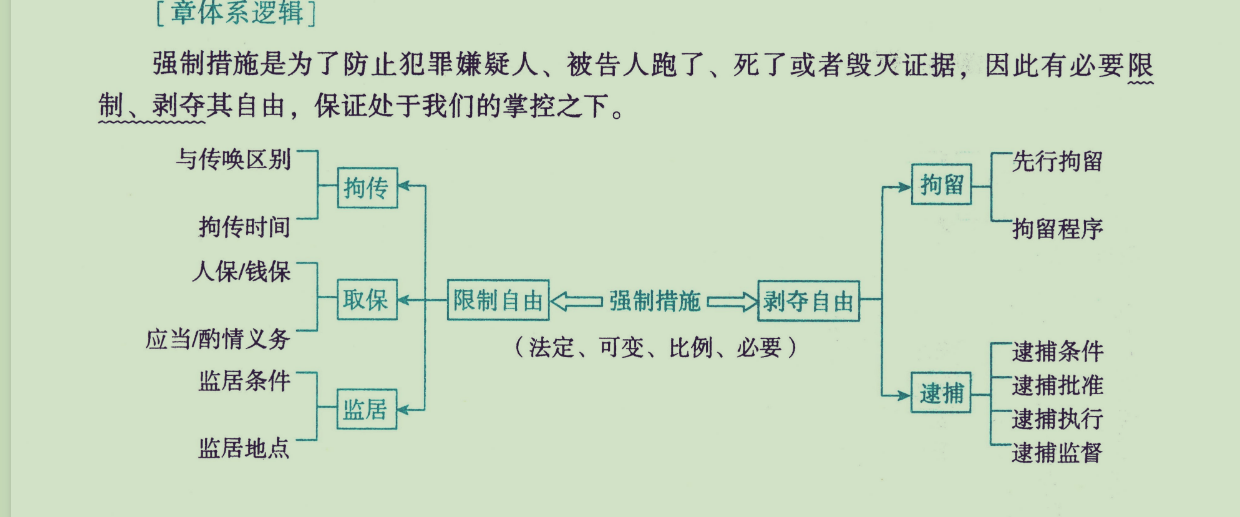 [章体系逻辑]
强制措施是为了防止犯罪嫌疑人、被告人跑了、死了或者毁灭证据，因此有必要限
制、剥夺其自由，保证处于我们的掌控之下。
与传唤区别
拘传
拘传时间
人保/钱保
取保
应当/酌情义务
监居条件
监居
监居地点
限制自由
强制措施
剥夺自由
（法定、可变、比例、必要）
拘留
先行拘留
拘留程序
逮捕
逮捕条件
逮捕批准
逮捕执行
逮捕监督